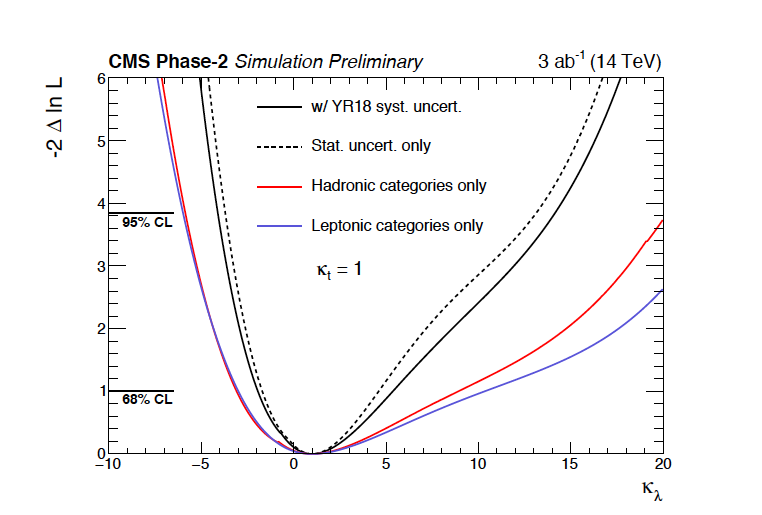 CMS Phase-2 Simulation Preliminary 3 ab⁻¹ (14 TeV)
-2 Δ ln L
6
5
4
3
2
1
0
w/ YR18 syst. uncert.
Stat. uncert. only
Hadronic categories only
Leptonic categories only
κt = 1
95% CL
68% CL
−10 −5 0 5 10 15 20
κλ